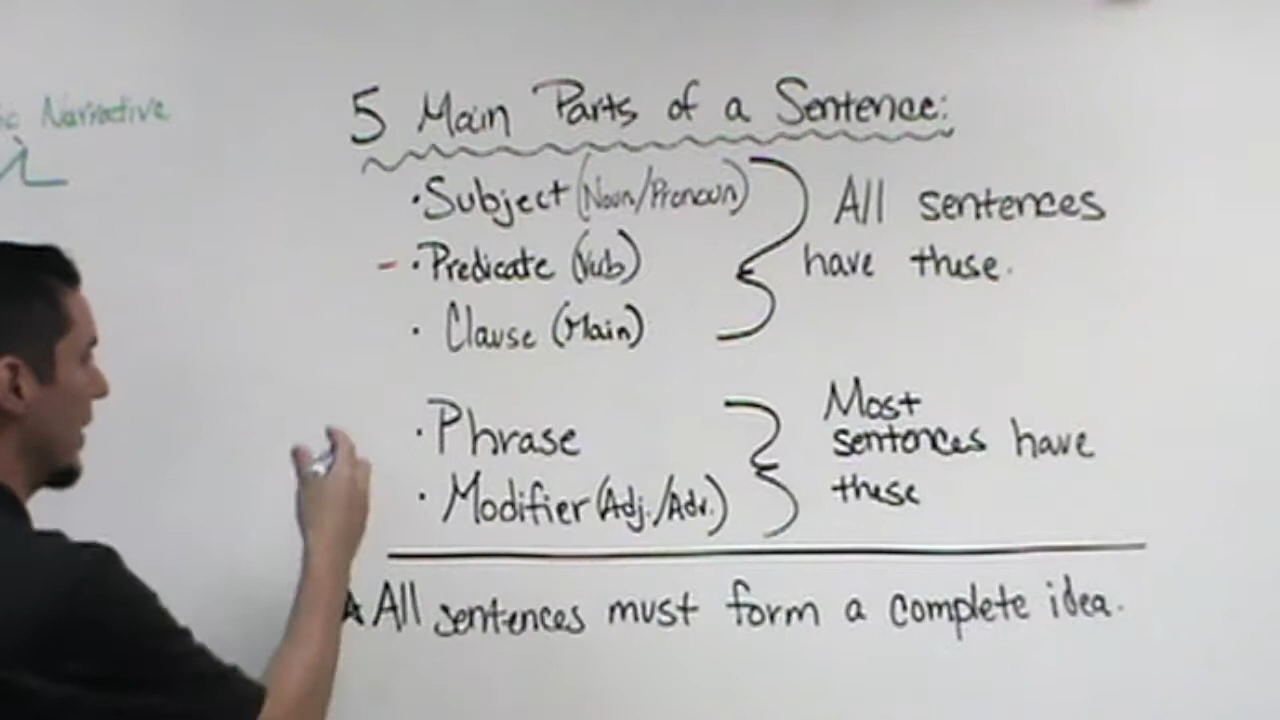 Narrative
5 Main Parts of a Sentence:
· Subject (Noun/Pronoun)
- · Predicate (Verb)
· Clause (Main)
All sentences
have these.
· Phrase
· Modifier (Adj./Adv.)
Most
sentences have
these
All sentences must form a complete idea.